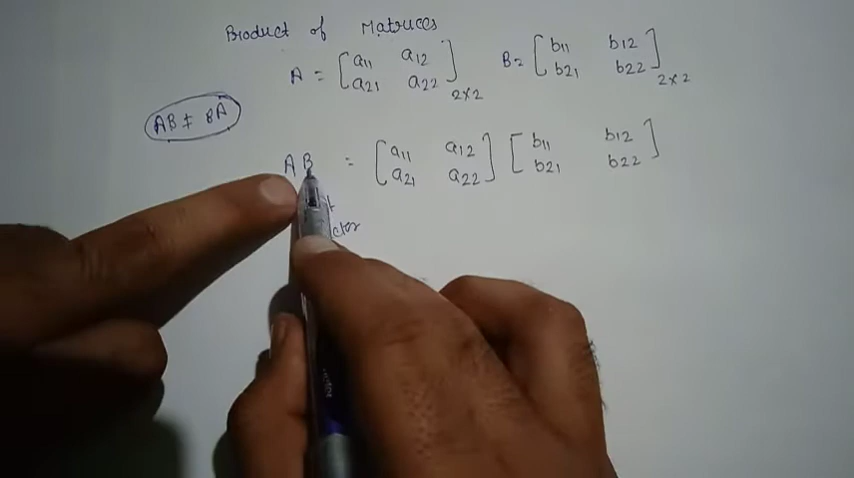 Product of Matrices
A = [ a11 a12 B = [ b11 b12
a21 a22 ] 2×2 b21 b22 ] 2×2
AB ≠ BA
AB = [ a11 a12 ] [ b11 b12 ]
a21 a22 b21 b22